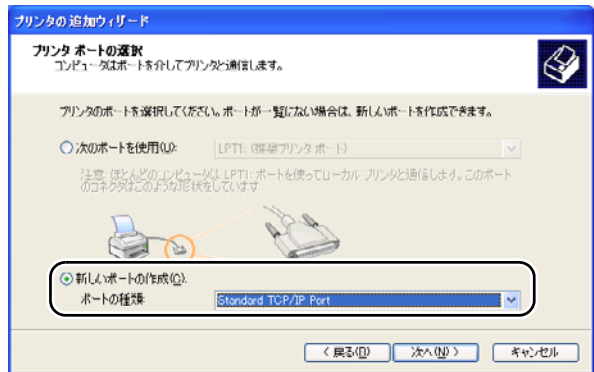 プリンタの追加ウィザード
プリンタ ポートの選択
コンピュータはポートを介してプリンタと通信します。
プリンタのポートを選択してください。ポートが一覧にない場合は、新しいポートを作成できます。
次のポートを使用(U):
LPT1: (推奨プリンタ ポート)
注意: ほとんどのコンピュータは LPT1: ポートを使ってローカル プリンタと通信します。このポート
のコネクタはこのような形状をしています
新しいポートの作成(C):
ポートの種類:
Standard TCP/IP Port
< 戻る(B)
次へ(N) >
キャンセル